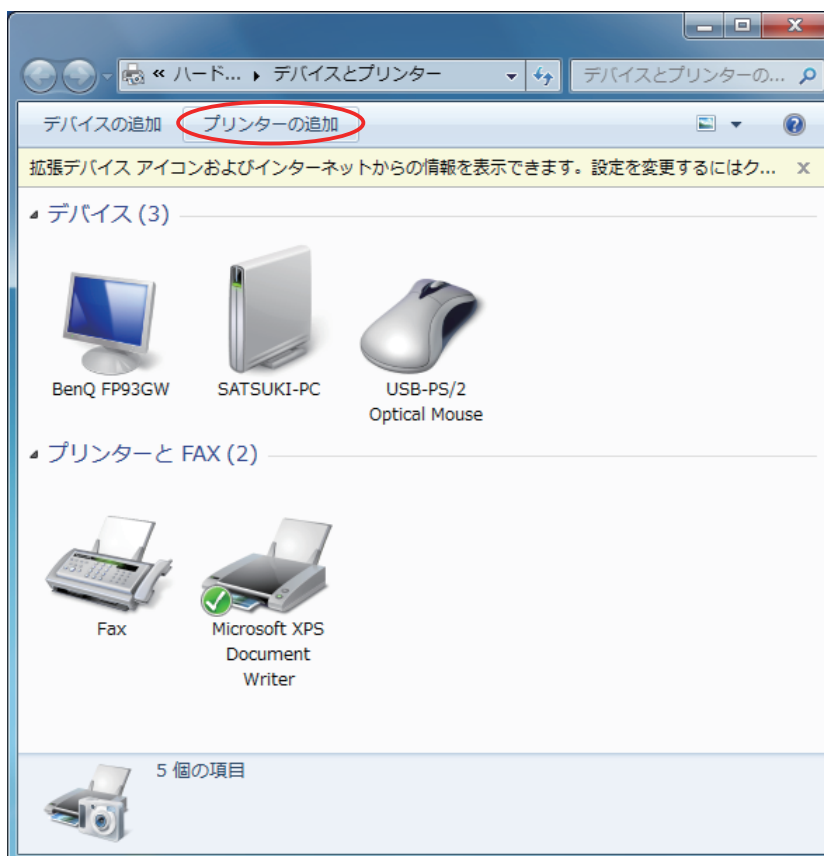 « ハード... ▸ デバイスとプリンター
デバイスとプリンターの...
デバイスの追加 プリンターの追加
拡張デバイス アイコンおよびインターネットからの情報を表示できます。設定を変更するにはク...
デバイス (3)
BenQ FP93GW
SATSUKI-PC
USB-PS/2
Optical Mouse
プリンターと FAX (2)
Fax
Microsoft XPS
Document
Writer
5 個の項目